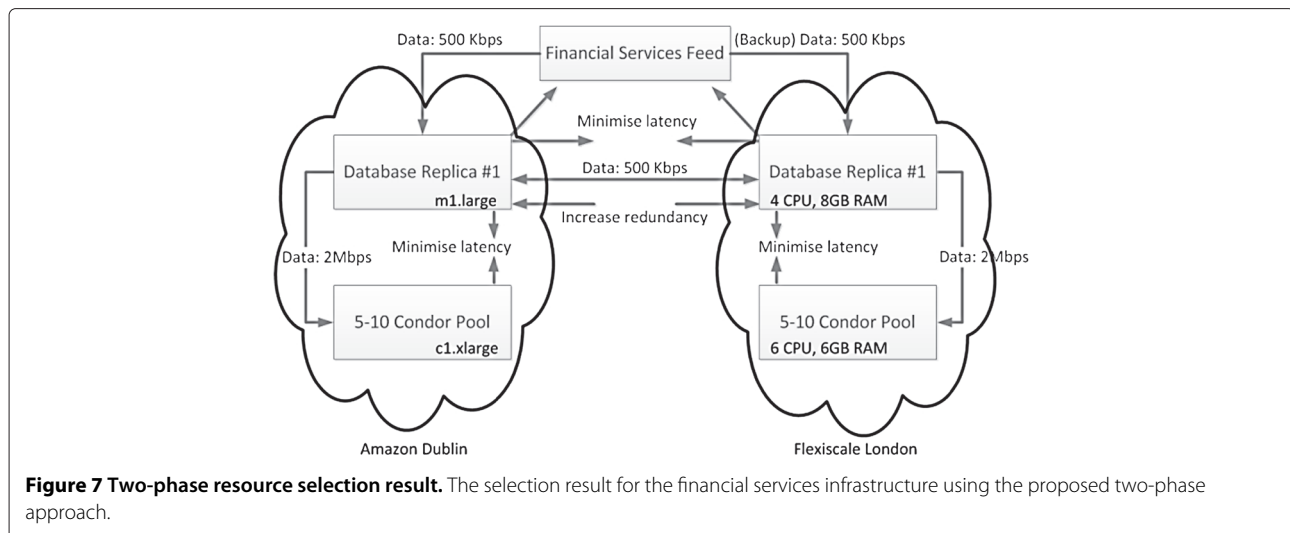 Data: 500 Kbps
Financial Services Feed
(Backup) Data: 500 Kbps
Minimise latency
Database Replica #1
m1.large
Data: 500 Kbps
Database Replica #1
4 CPU, 8GB RAM
Increase redundancy
Minimise latency
Minimise latency
Data: 2Mbps
Data: 2Mbps
5-10 Condor Pool
c1.xlarge
5-10 Condor Pool
6 CPU, 6GB RAM
Amazon Dublin
Flexiscale London
Figure 7 Two-phase resource selection result. The selection result for the financial services infrastructure using the proposed two-phase
approach.